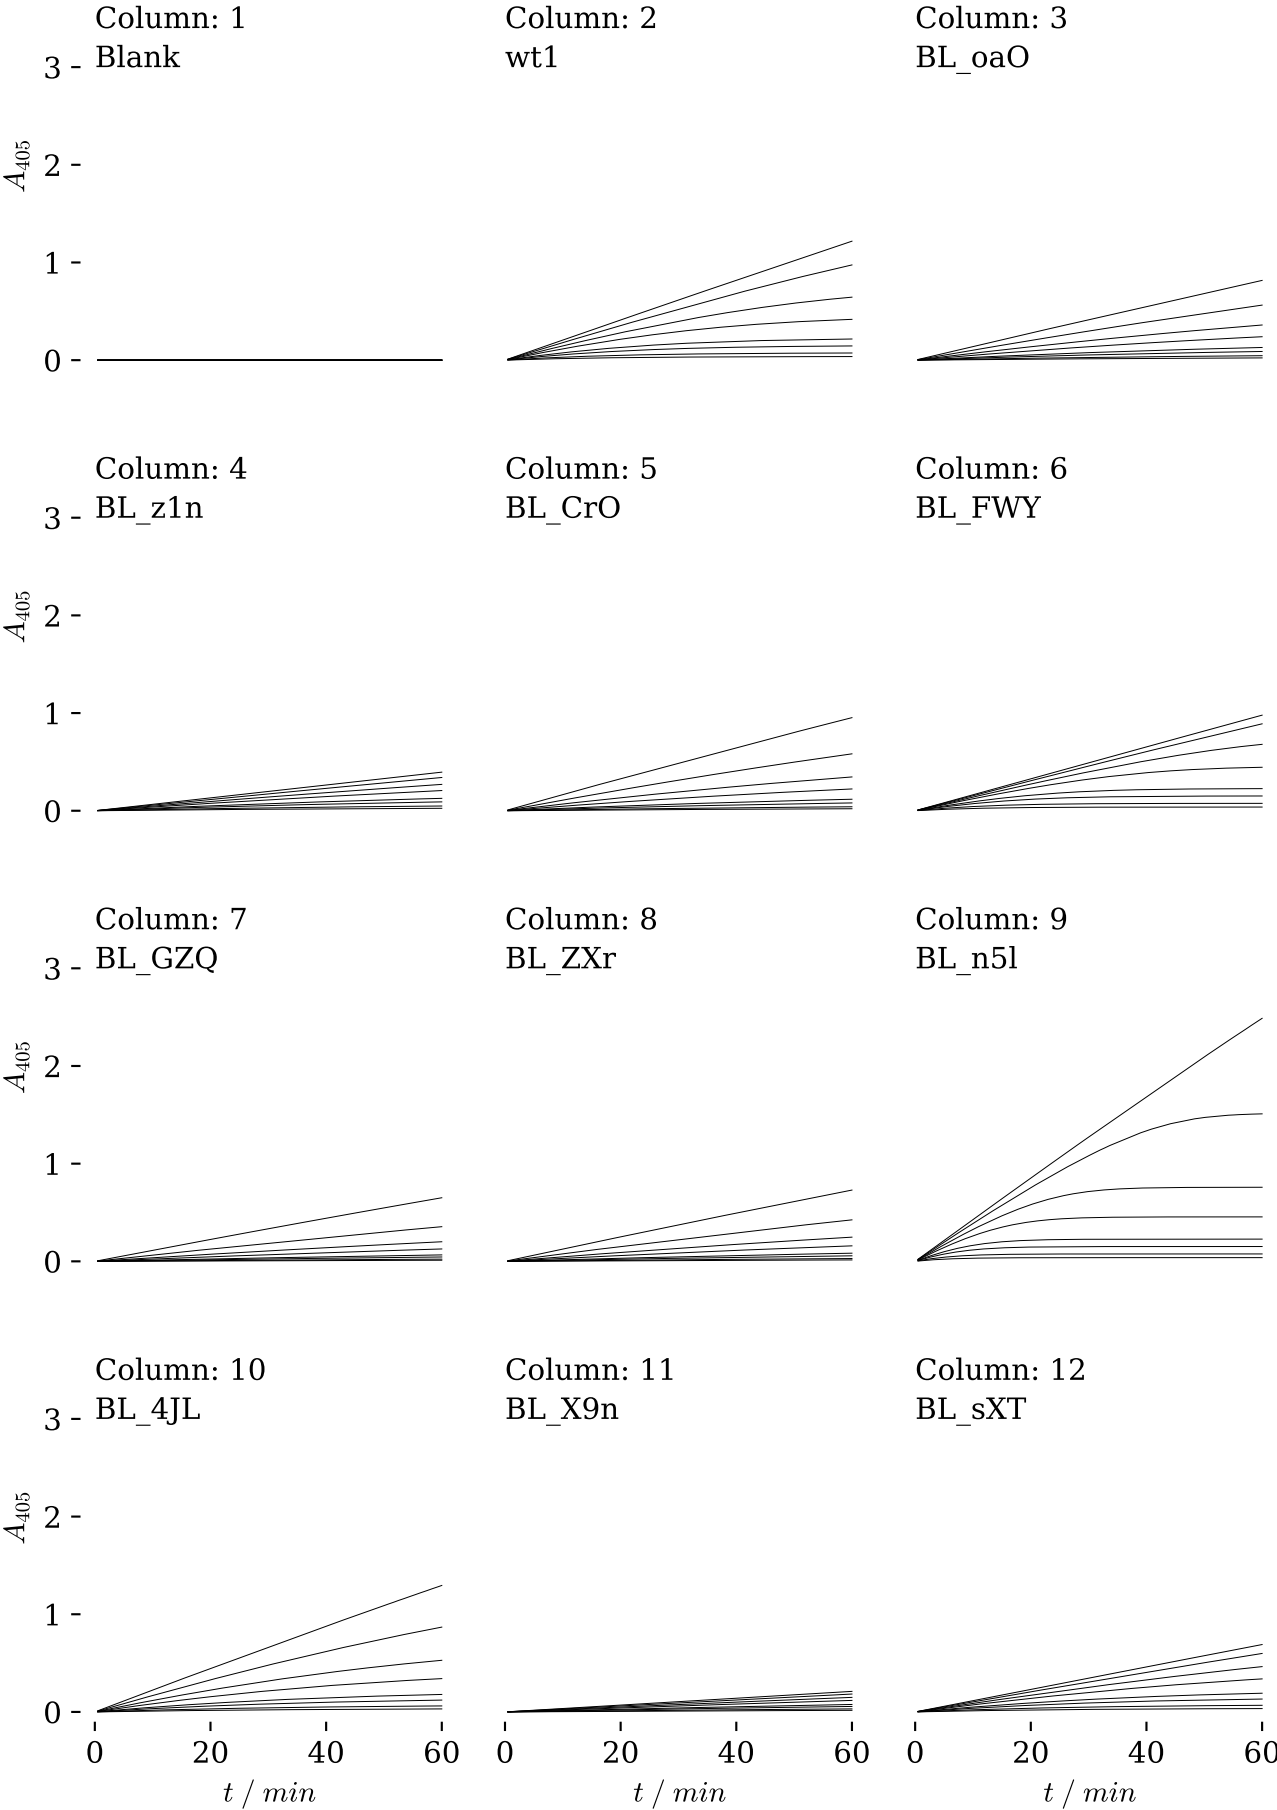 Column: 1
Blank
Column: 2
wt1
Column: 3
BL_oaO
3
2
1
0
A405
Column: 4
BL_z1n
Column: 5
BL_CrO
Column: 6
BL_FWY
3
2
1
0
A405
Column: 7
BL_GZQ
Column: 8
BL_ZXr
Column: 9
BL_n5l
3
2
1
0
A405
Column: 10
BL_4JL
Column: 11
BL_X9n
Column: 12
BL_sXT
3
2
1
0
A405
0 20 40 60
0 20 40 60
0 20 40 60
t / min
t / min
t / min